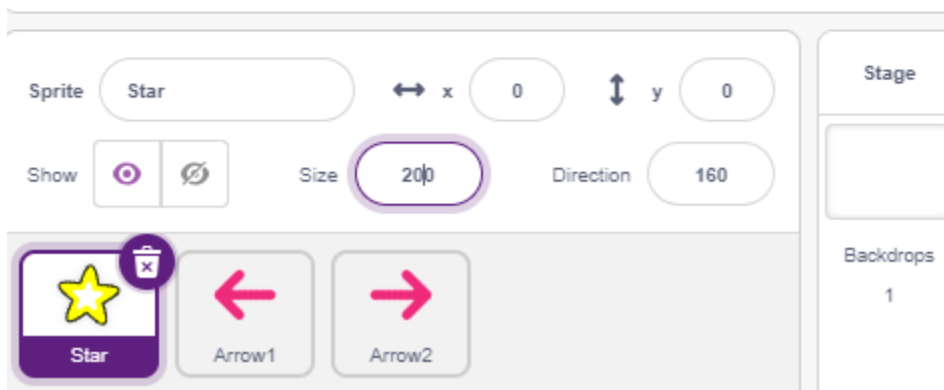 Sprite Star x 0 y 0
Show Size 200 Direction 160
Stage
Backdrops
1
Star Arrow1 Arrow2